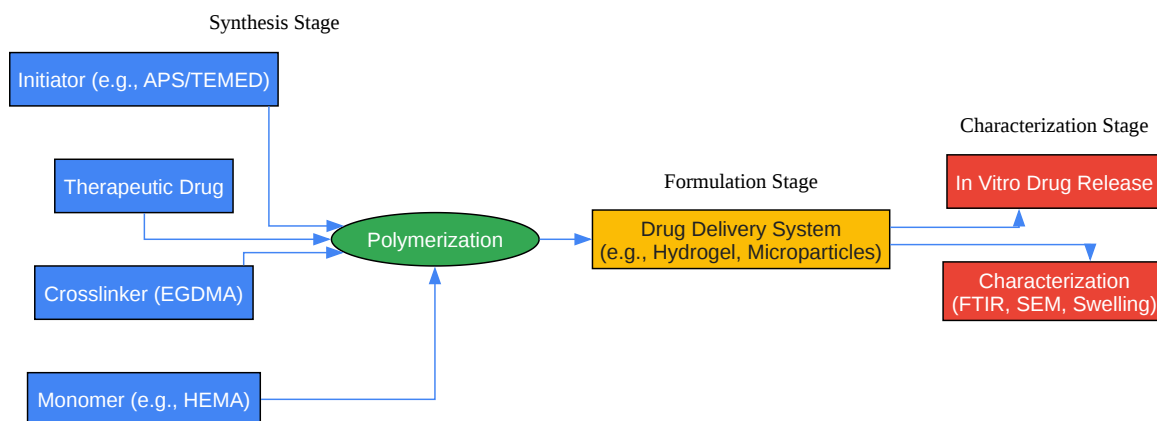 Synthesis Stage
Initiator (e.g., APS/TEMED)
Therapeutic Drug
Crosslinker (EGDMA)
Monomer (e.g., HEMA)
Polymerization
Formulation Stage
Drug Delivery System
(e.g., Hydrogel, Microparticles)
Characterization Stage
In Vitro Drug Release
Characterization
(FTIR, SEM, Swelling)